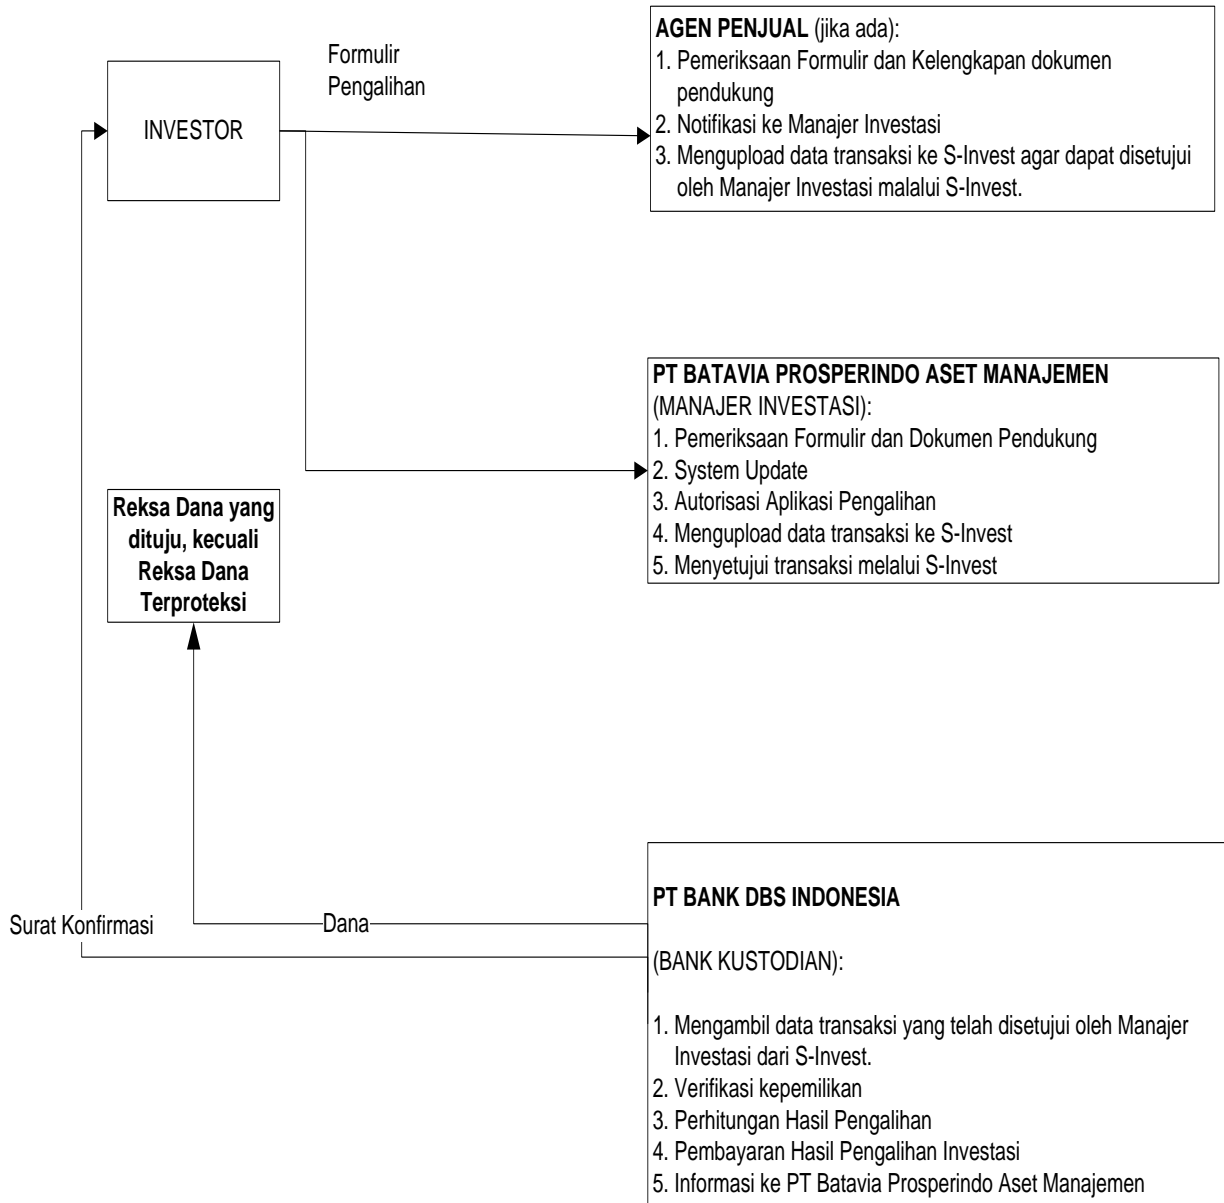 Formulir
Pengalihan
INVESTOR
AGEN PENJUAL (jika ada):
1. Pemeriksaan Formulir dan Kelengkapan dokumen
pendukung
2. Notifikasi ke Manajer Investasi
3. Mengupload data transaksi ke S-Invest agar dapat disetujui
oleh Manajer Investasi malalui S-Invest.
PT BATAVIA PROSPERINDO ASET MANAJEMEN
(MANAJER INVESTASI):
1. Pemeriksaan Formulir dan Dokumen Pendukung
2. System Update
3. Autorisasi Aplikasi Pengalihan
4. Mengupload data transaksi ke S-Invest
5. Menyetujui transaksi melalui S-Invest
Reksa Dana yang
dituju, kecuali
Reksa Dana
Terproteksi
Surat Konfirmasi
Dana
PT BANK DBS INDONESIA
(BANK KUSTODIAN):
1. Mengambil data transaksi yang telah disetujui oleh Manajer
Investasi dari S-Invest.
2. Verifikasi kepemilikan
3. Perhitungan Hasil Pengalihan
4. Pembayaran Hasil Pengalihan Investasi
5. Informasi ke PT Batavia Prosperindo Aset Manajemen